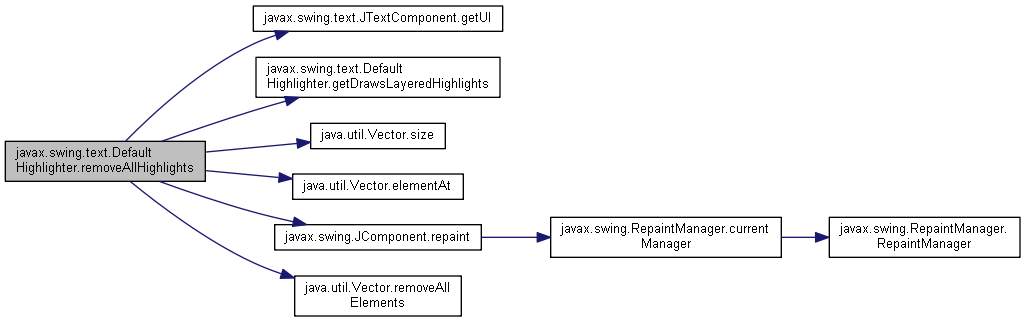 javax.swing.text.JTextComponent.getUI
javax.swing.text.Default
Highlighter.getDrawsLayeredHighlights
java.util.Vector.size
javax.swing.text.Default
Highlighter.removeAllHighlights
java.util.Vector.elementAt
javax.swing.JComponent.repaint
javax.swing.RepaintManager.current
Manager
javax.swing.RepaintManager.
RepaintManager
java.util.Vector.removeAll
Elements